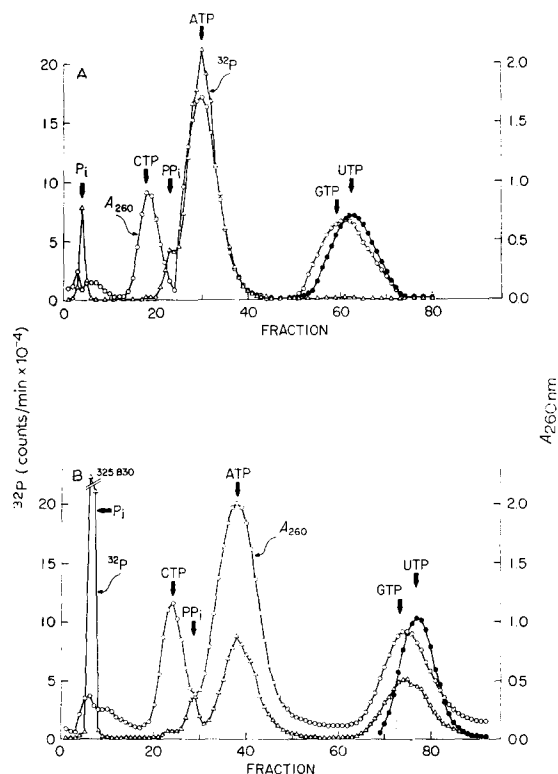 ATP
A
³²P
Pᵢ
CTP
PPᵢ
A₂₆₀
GTP
UTP
20
15
10
5
0
2.0
1.5
1.0
0.5
0.0
0 20 40 60 80
FRACTION
³²P ( counts/min × 10⁻⁴)
A₂₆₀nm
B
325 830
Pᵢ
³²P
ATP
A₂₆₀
CTP
PPᵢ
GTP
UTP
20
15
10
5
0
2.0
1.5
1.0
0 5
0 0
0 20 40 60 80
FRACTION